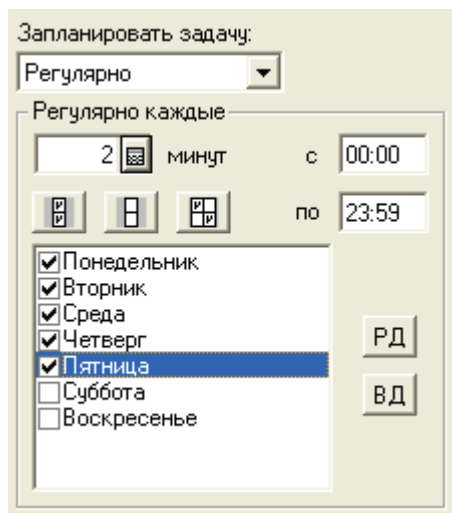 Запланировать задачу:
Регулярно
Регулярно каждые
2 минут с 00:00
по 23:59
Понедельник
Вторник
Среда
Четверг
РД
Пятница
Суббота
ВД
Воскресенье